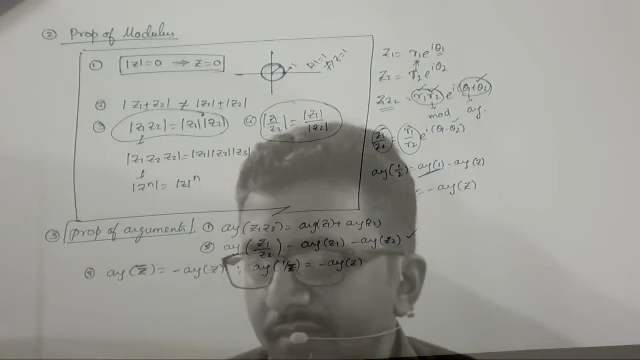 ② Prop of Modulus
① |z|=0 ⟹ z=0
② |z₁+z₂| ≠ |z₁|+|z₂|
③ |z₁z₂|=|z₁||z₂| ④ |z₁/z₂| = |z₁|/|z₂|
|z₁z₂z₃|=|z₁||z₂||z₃|
|zⁿ| = |z|ⁿ
z₁= r₁e^{iθ₁}
z₂= r₂e^{iθ₂}
z₁z₂ = r₁r₂ e^{i(θ₁+θ₂)}
mod arg.
z₁/z₂ = r₁/r₂ e^{i(θ₁-θ₂)}
arg(1/z) = arg(1) - arg(z)
= -arg(z)
③ Prop of arguments ① arg(z₁z₂) = arg(z₁)+arg(z₂)
② arg(z₁/z₂) = arg(z₁) - arg(z₂) ✓
③ arg(z̄) = -arg(z) ; arg(1/z) = -arg(z)